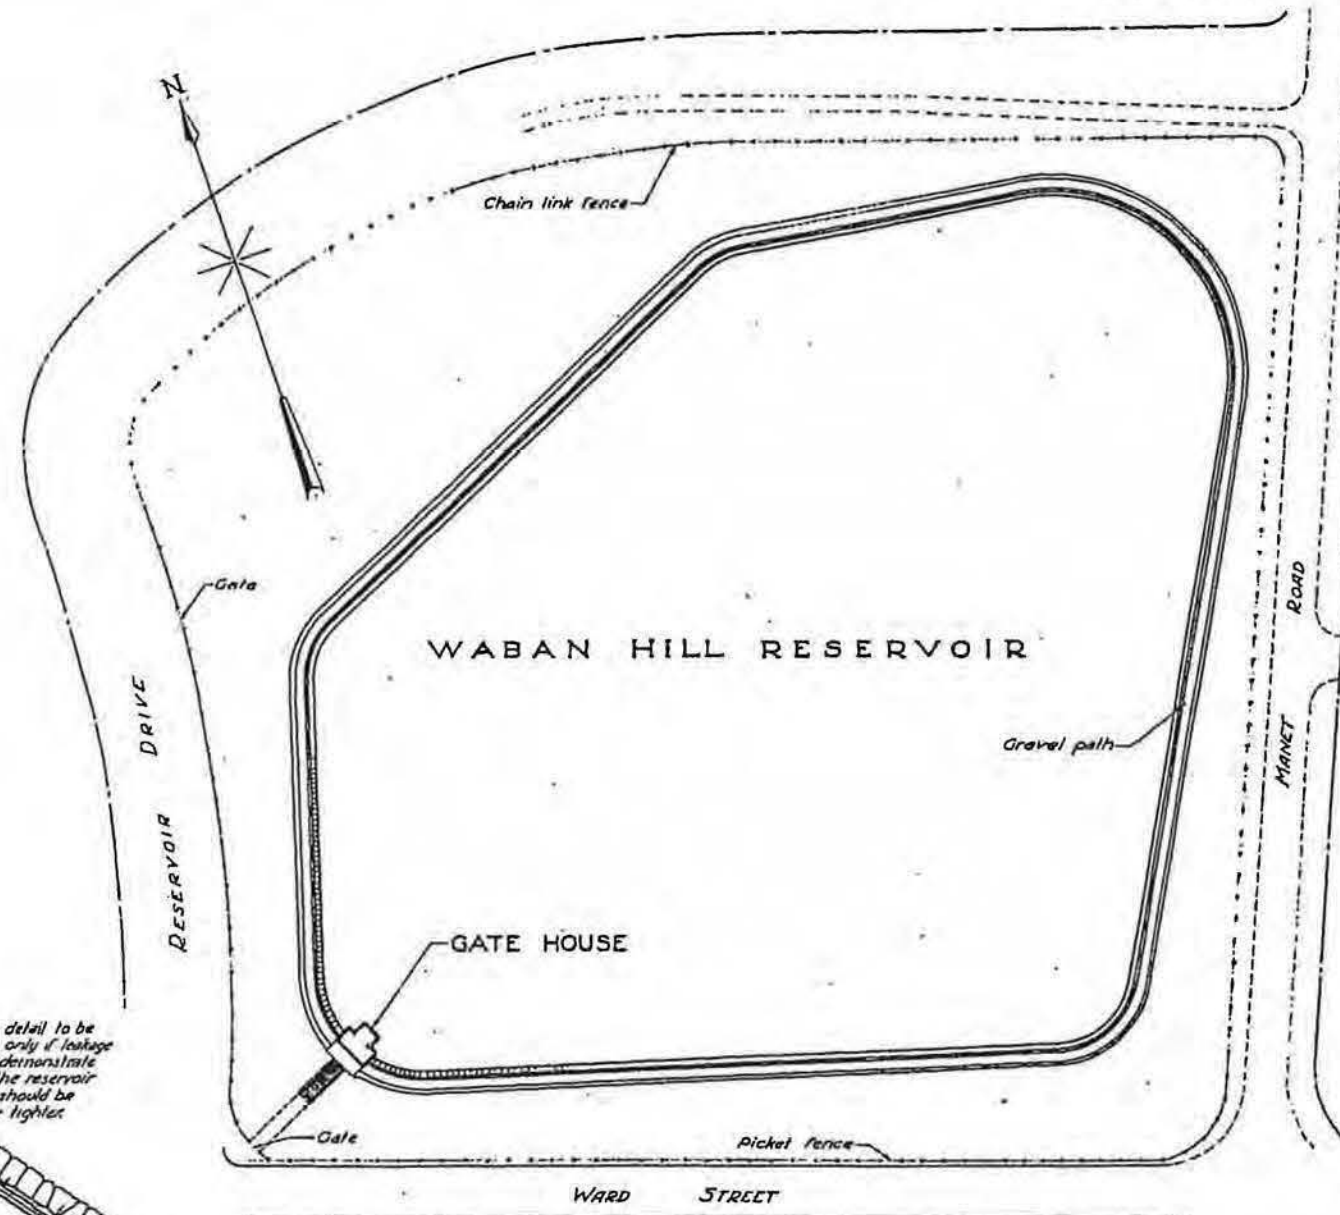 N
Chain link fence
Gate
WABAN HILL RESERVOIR
ROAD
MANET
Gravel path
DRIVE
RESERVOIR
GATE HOUSE
detail to be
only if leakage
demonstrate
he reservoir
should be
tighter.
Gate
Picket fence
WARD STREET